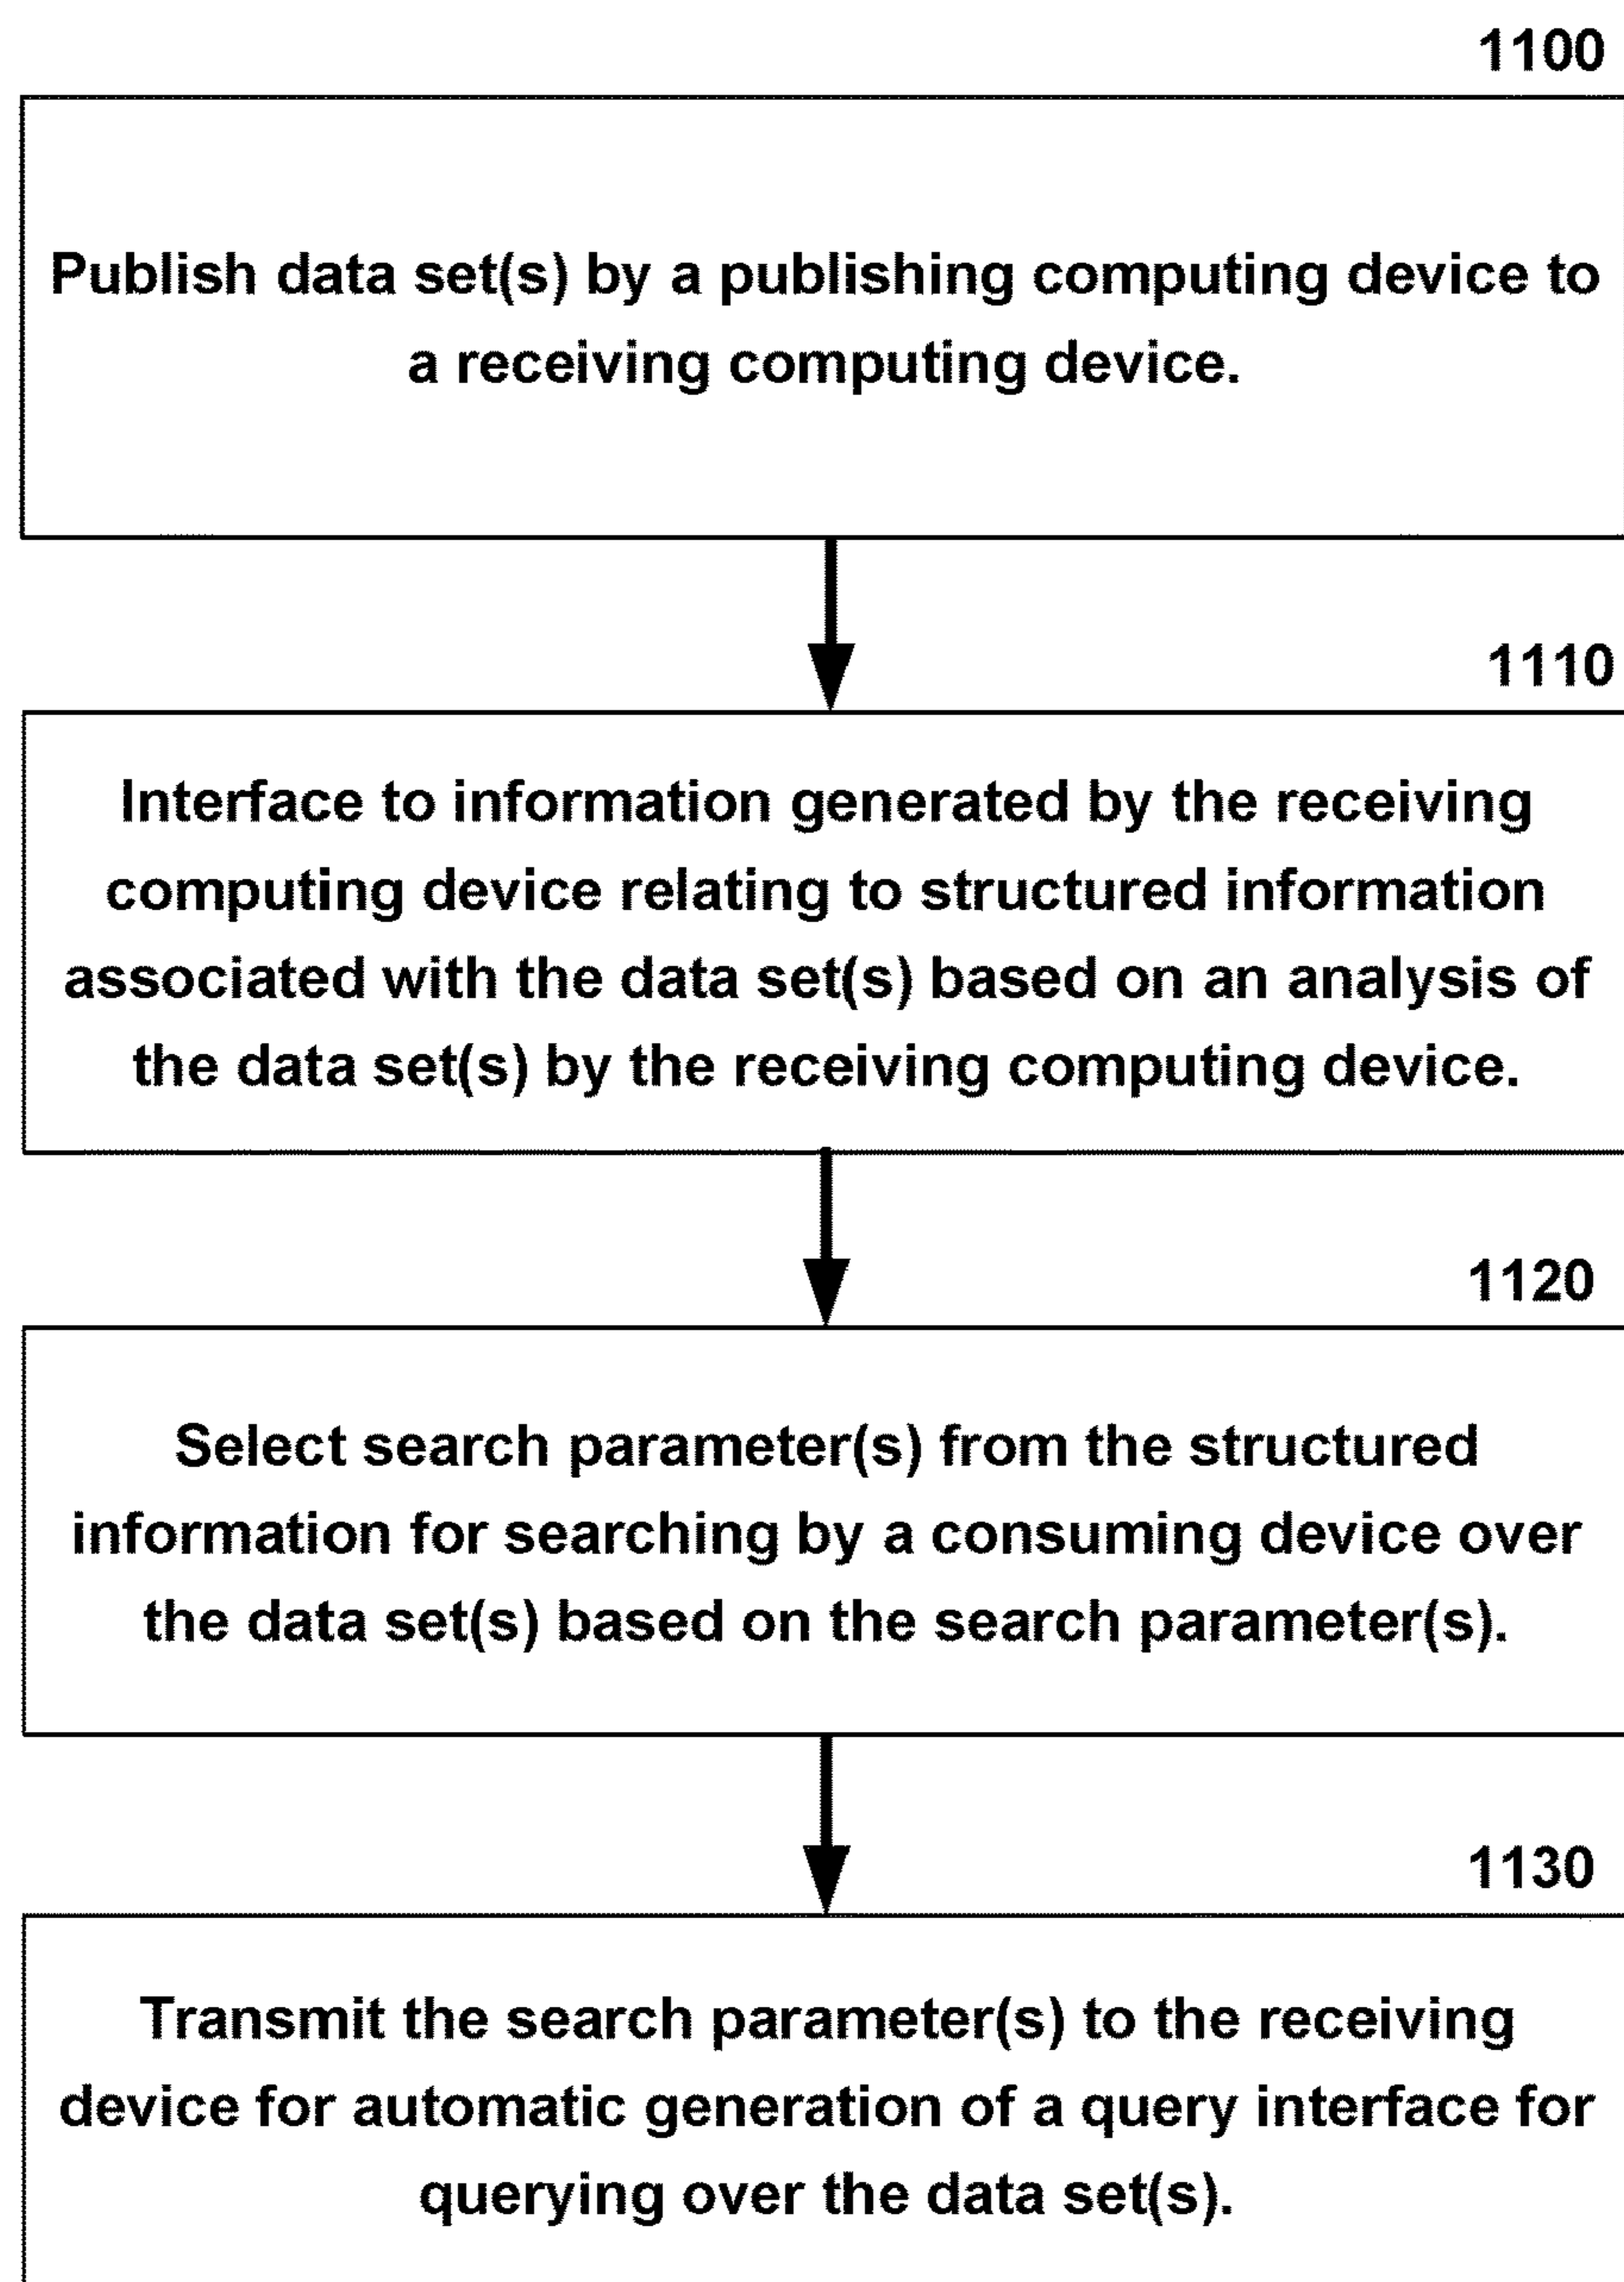 1100
Publish data set(s) by a publishing computing device to
a receiving computing device.
1110
Interface to information generated by the receiving
computing device relating to structured information
associated with the data set(s) based on an analysis of
the data set(s) by the receiving computing device.
1120
Select search parameter(s) from the structured
information for searching by a consuming device over
the data set(s) based on the search parameter(s).
1130
Transmit the search parameter(s) to the receiving
device for automatic generation of a query interface for
querying over the data set(s).